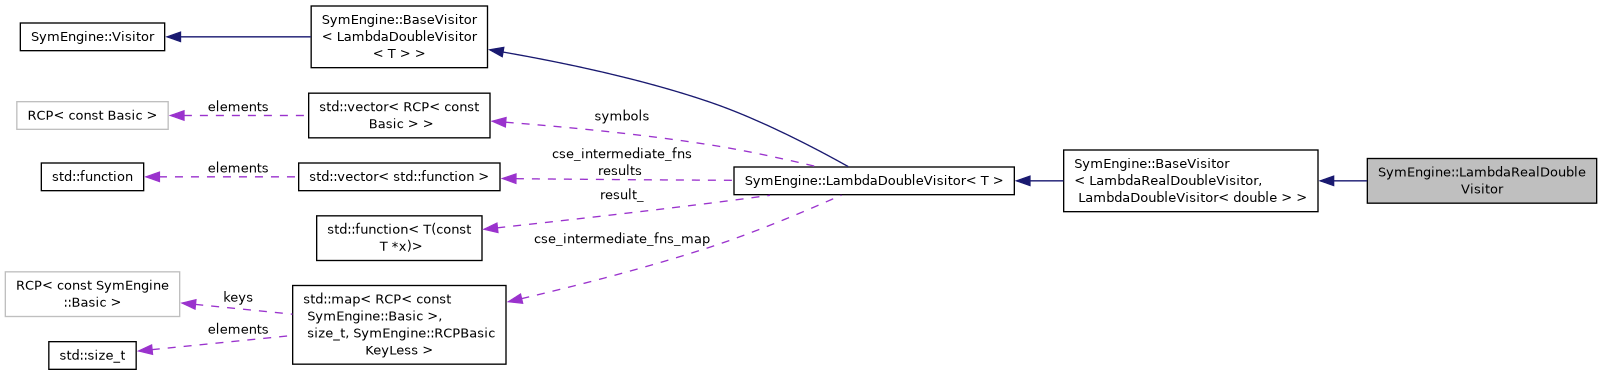 SymEngine::Visitor
SymEngine::BaseVisitor
< LambdaDoubleVisitor
< T > >
RCP< const Basic >
elements
std::vector< RCP< const
Basic > >
symbols
std::function
elements
std::vector< std::function >
cse_intermediate_fns
results
std::function< T(const
T *x)>
result_
RCP< const SymEngine
::Basic >
keys
std::size_t
elements
std::map< RCP< const
SymEngine::Basic >,
size_t, SymEngine::RCPBasic
KeyLess >
cse_intermediate_fns_map
SymEngine::LambdaDoubleVisitor< T >
SymEngine::BaseVisitor
< LambdaRealDoubleVisitor,
LambdaDoubleVisitor< double > >
SymEngine::LambdaRealDouble
Visitor